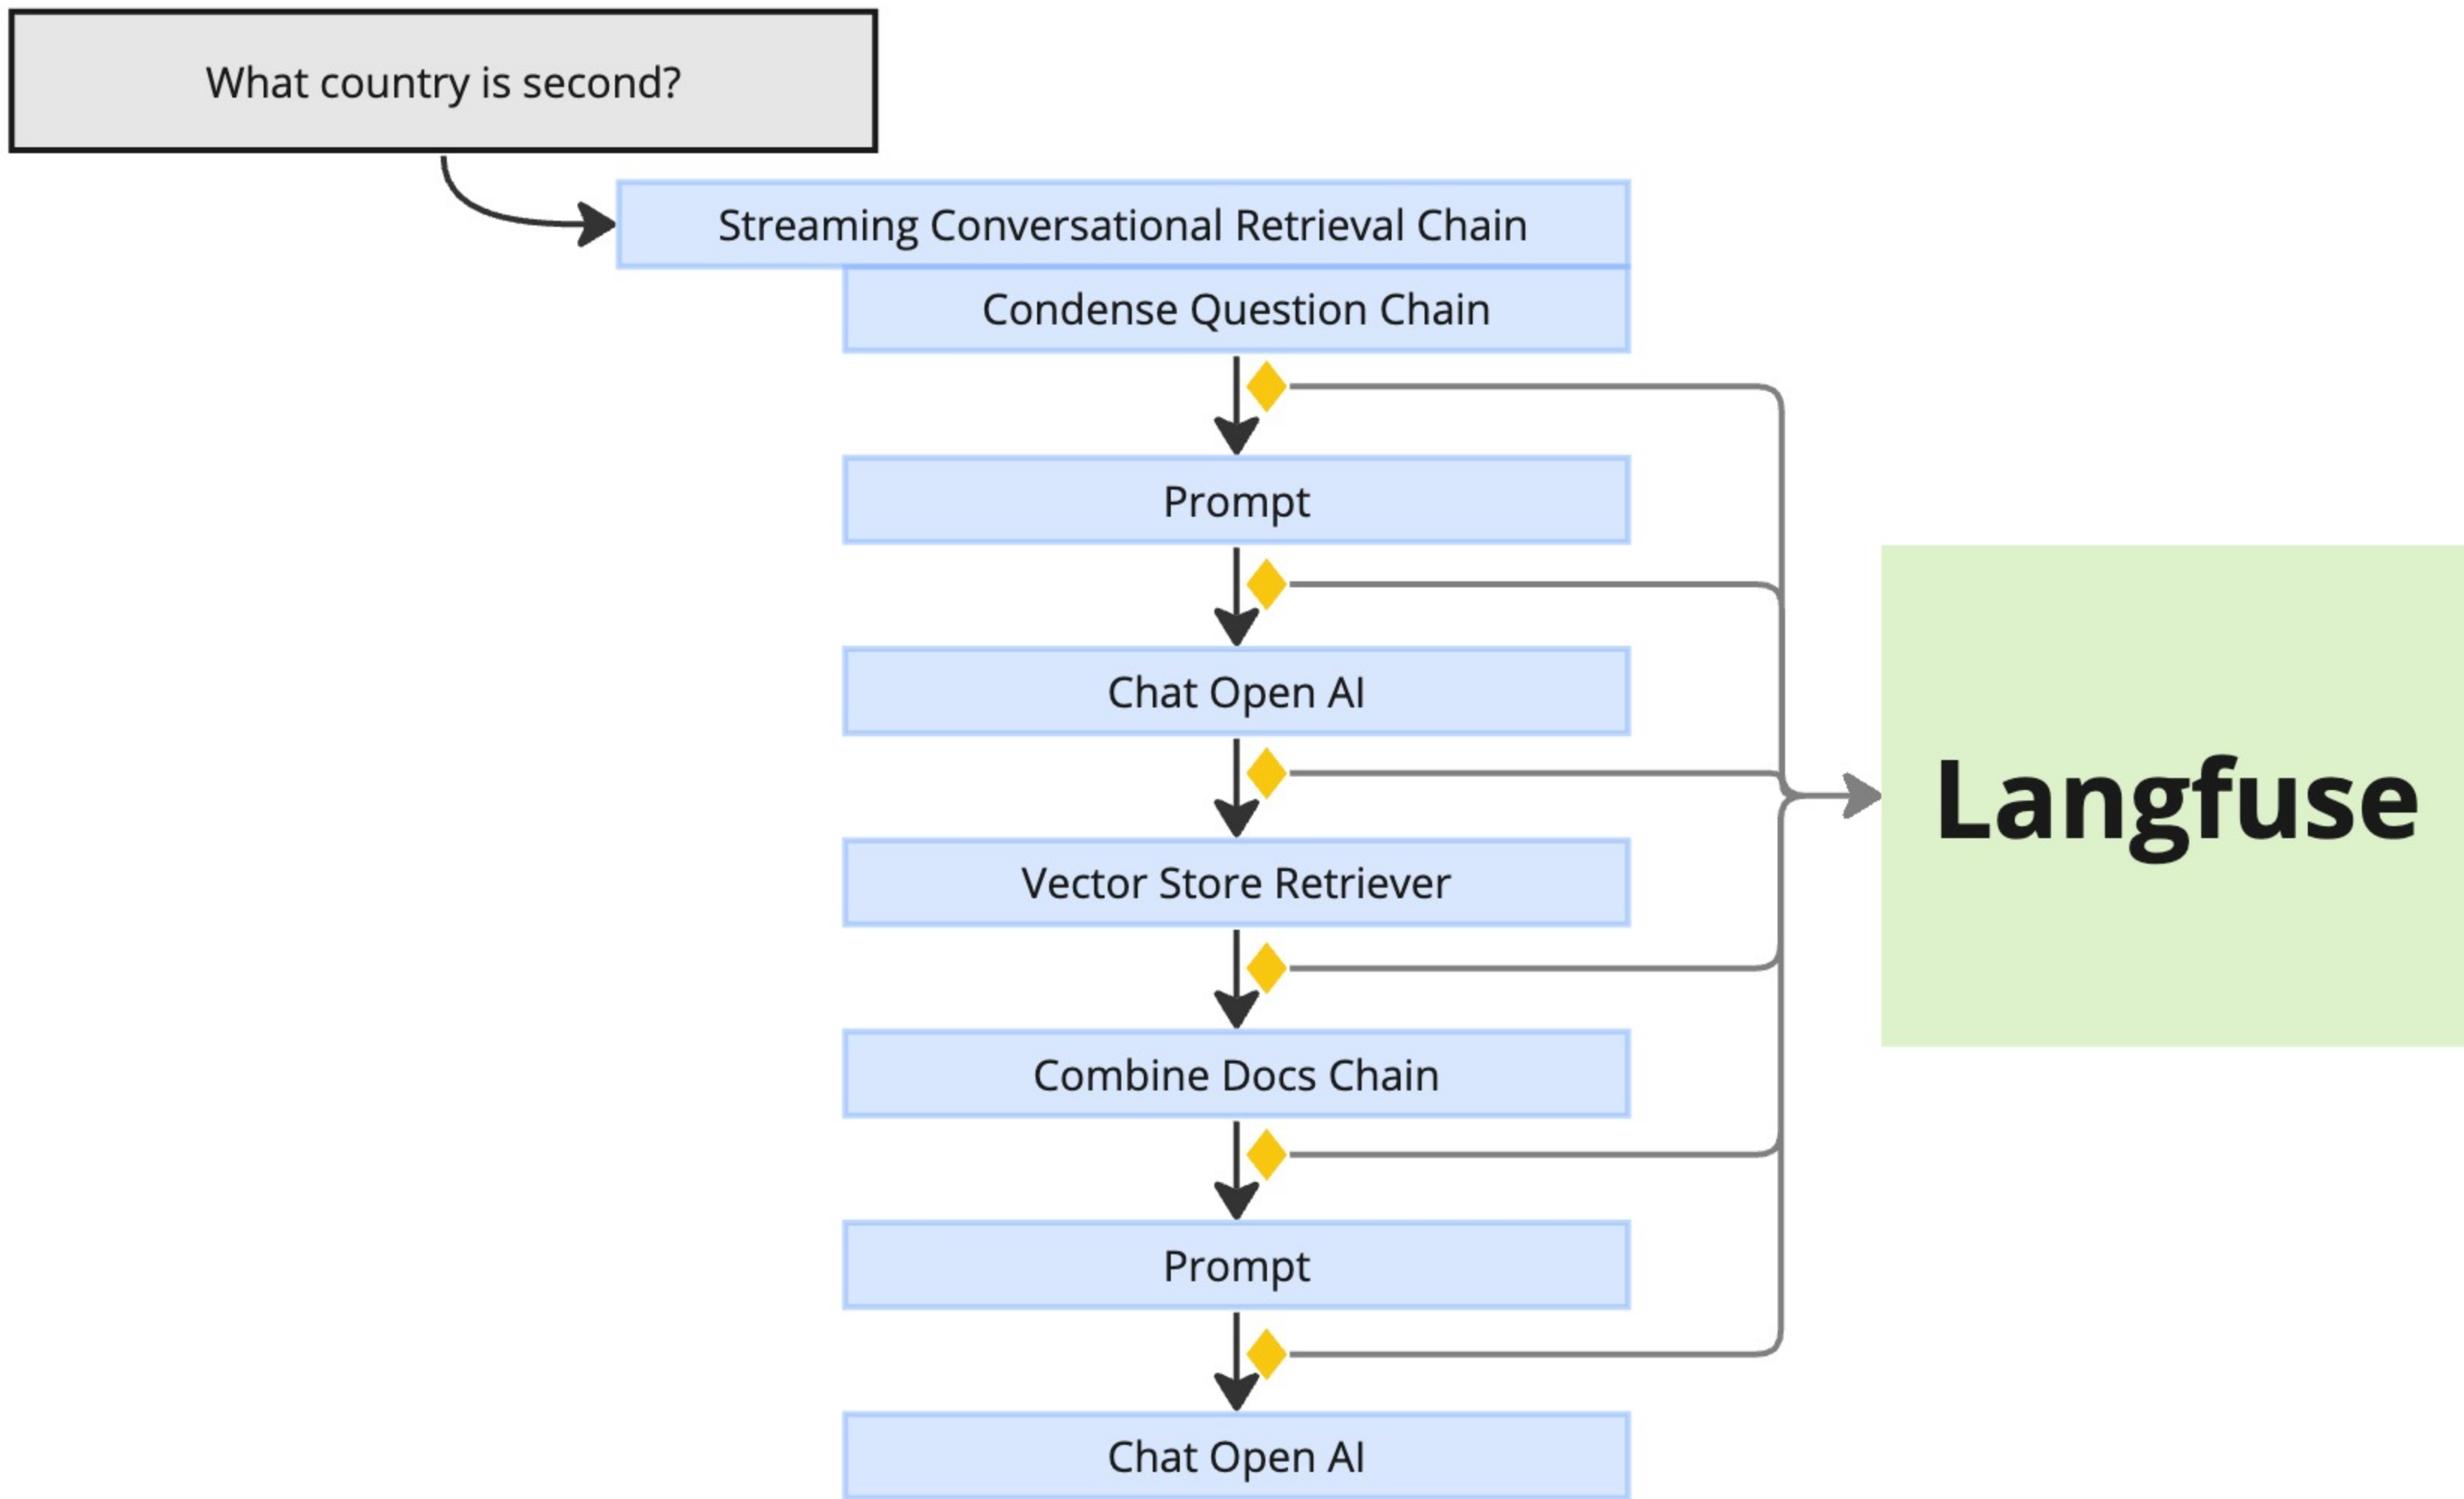 What country is second?
Streaming Conversational Retrieval Chain
Condense Question Chain
Prompt
Chat Open AI
Langfuse
Vector Store Retriever
Combine Docs Chain
Prompt
Chat Open AI